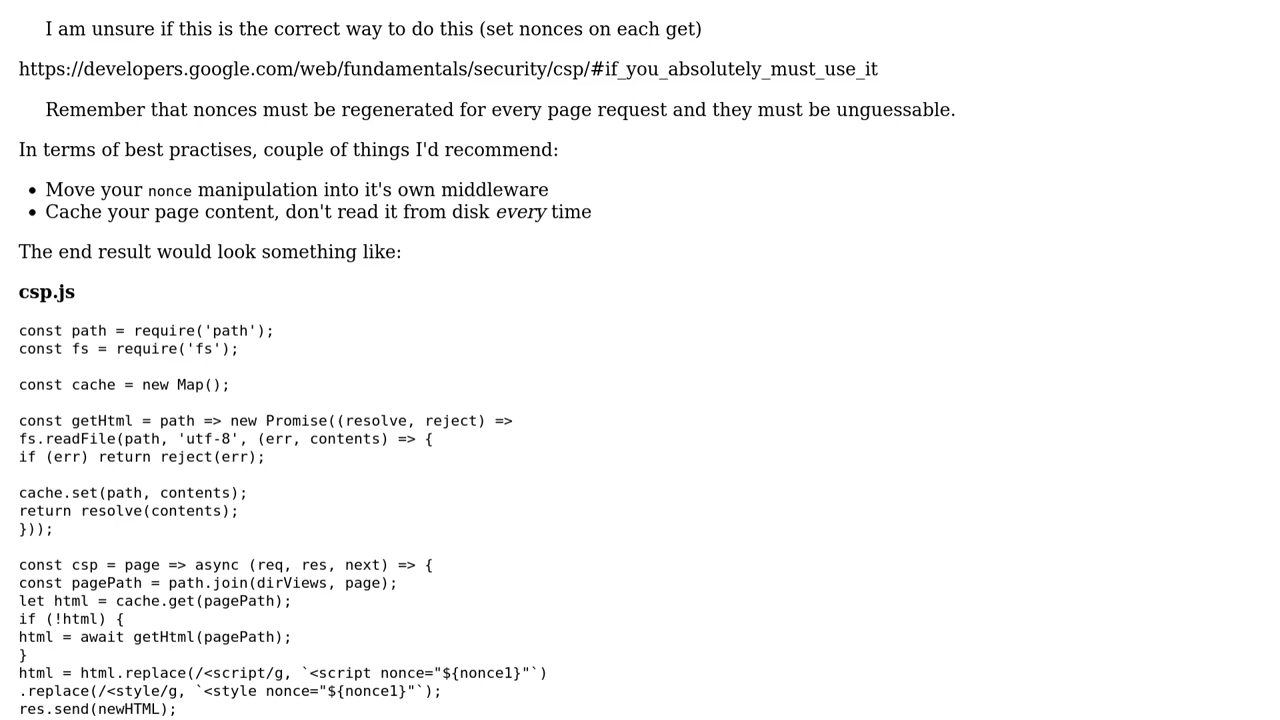 I am unsure if this is the correct way to do this (set nonces on each get)
https://developers.google.com/web/fundamentals/security/csp/#if_you_absolutely_must_use_it
Remember that nonces must be regenerated for every page request and they must be unguessable.
In terms of best practises, couple of things I'd recommend:
• Move your nonce manipulation into it's own middleware
• Cache your page content, don't read it from disk every time
The end result would look something like:
csp.js
const path = require('path');
const fs = require('fs');
const cache = new Map();
const getHtml = path => new Promise((resolve, reject) =>
fs.readFile(path, 'utf-8', (err, contents) => {
if (err) return reject(err);
cache.set(path, contents);
return resolve(contents);
}));
const csp = page => async (req, res, next) => {
const pagePath = path.join(dirViews, page);
let html = cache.get(pagePath);
if (!html) {
html = await getHtml(pagePath);
}
html = html.replace(/<script/g, `<script nonce="${nonce1}"`)
.replace(/<style/g, `<style nonce="${nonce1}"`);
res.send(newHTML);